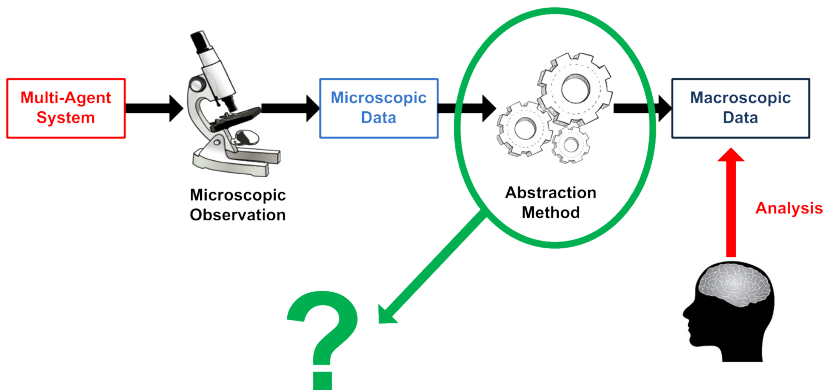 Multi-Agent
System
Microscopic
Observation
Microscopic
Data
Abstraction
Method
Macroscopic
Data
Analysis
?